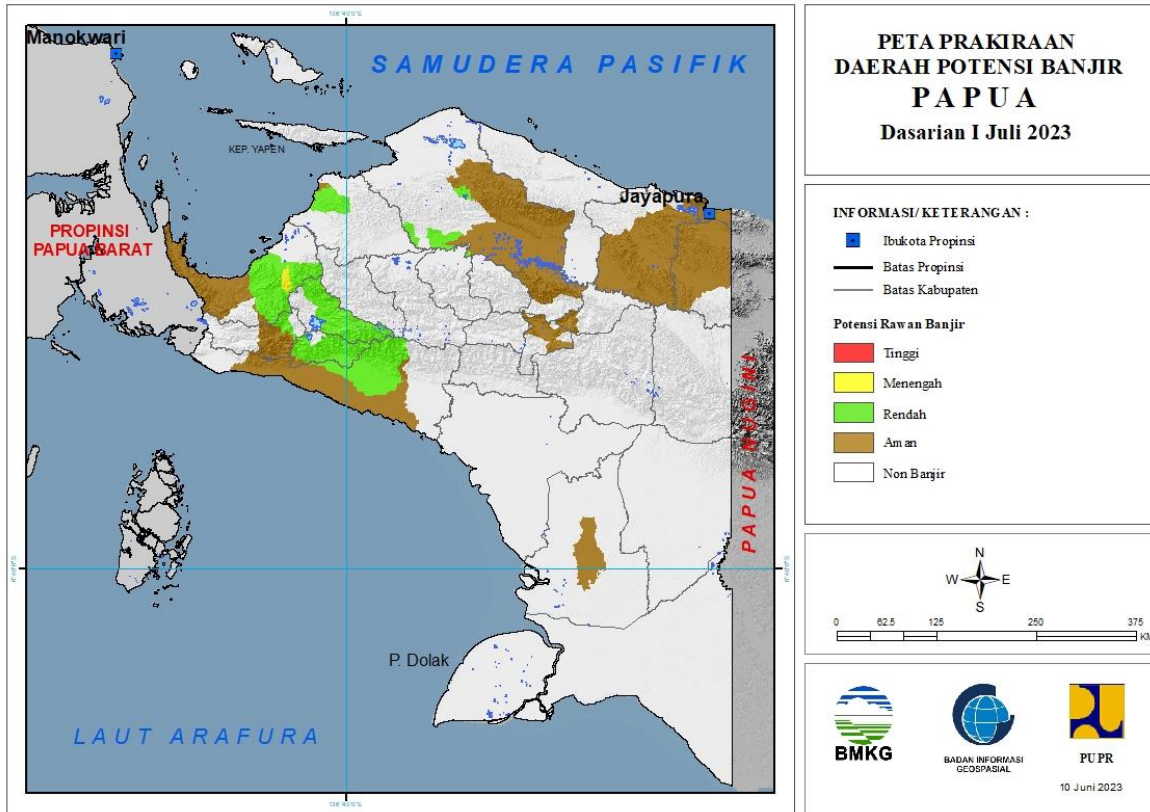 PETA PRAKIRAAN
DAERAH POTENSI BANJIR
PAPUA
Dasarian I Juli 2023
INFORMASI/ KETERANGAN :
Ibukota Propinsi
Batas Propinsi
Batas Kabupaten
Potensi Rawan Banjir
Tinggi
Menengah
Rendah
Aman
Non Banjir
N
W E
S
0 62.5 125 250 375
KM
BMKG
BADAN INFORMASI
GEOSPASIAL
PUPR
10 Juni 2023
Manokwari
SAMUDERA PASIFIK
KEP. YAPEN
Jayapura
PROPINSI
PAPUA BARAT
PAPUA NUGINI
P. Dolak
LAUT ARAFURA